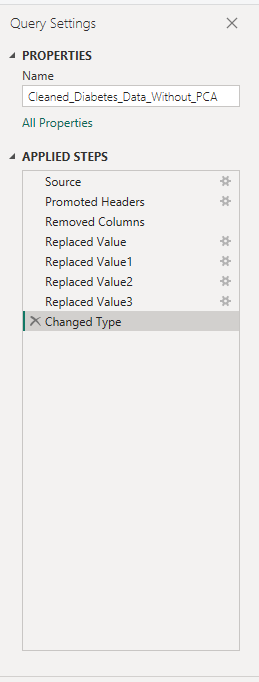 Query Settings
PROPERTIES
Name
Cleaned_Diabetes_Data_Without_PCA
All Properties
APPLIED STEPS
Source
Promoted Headers
Removed Columns
Replaced Value
Replaced Value1
Replaced Value2
Replaced Value3
Changed Type